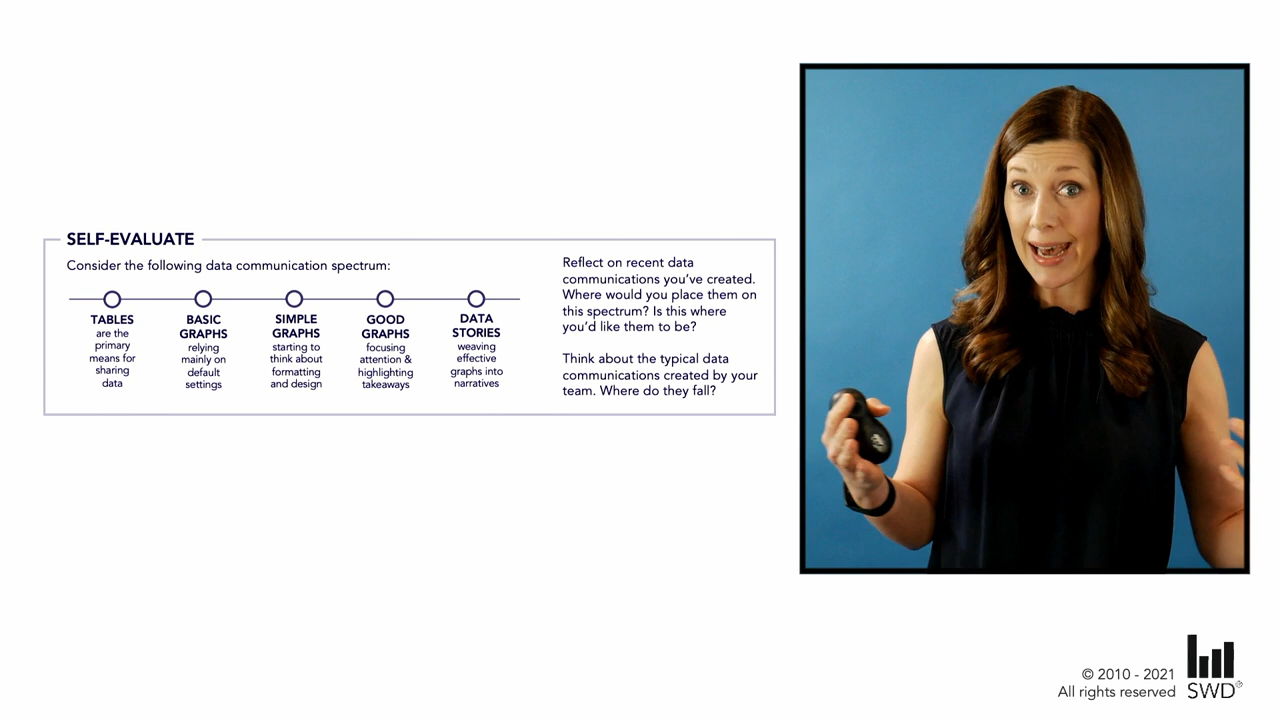 SELF-EVALUATE
Consider the following data communication spectrum:
TABLES
are the
primary
means for
sharing
data
BASIC
GRAPHS
relying
mainly on
default
settings
SIMPLE
GRAPHS
starting to
think about
formatting
and design
GOOD
GRAPHS
focusing
attention &
highlighting
takeaways
DATA
STORIES
weaving
effective
graphs into
narratives
Reflect on recent data
communications you've created.
Where would you place them on
this spectrum? Is this where
you'd like them to be?
Think about the typical data
communications created by your
team. Where do they fall?
© 2010 - 2021
All rights reserved
SWD®